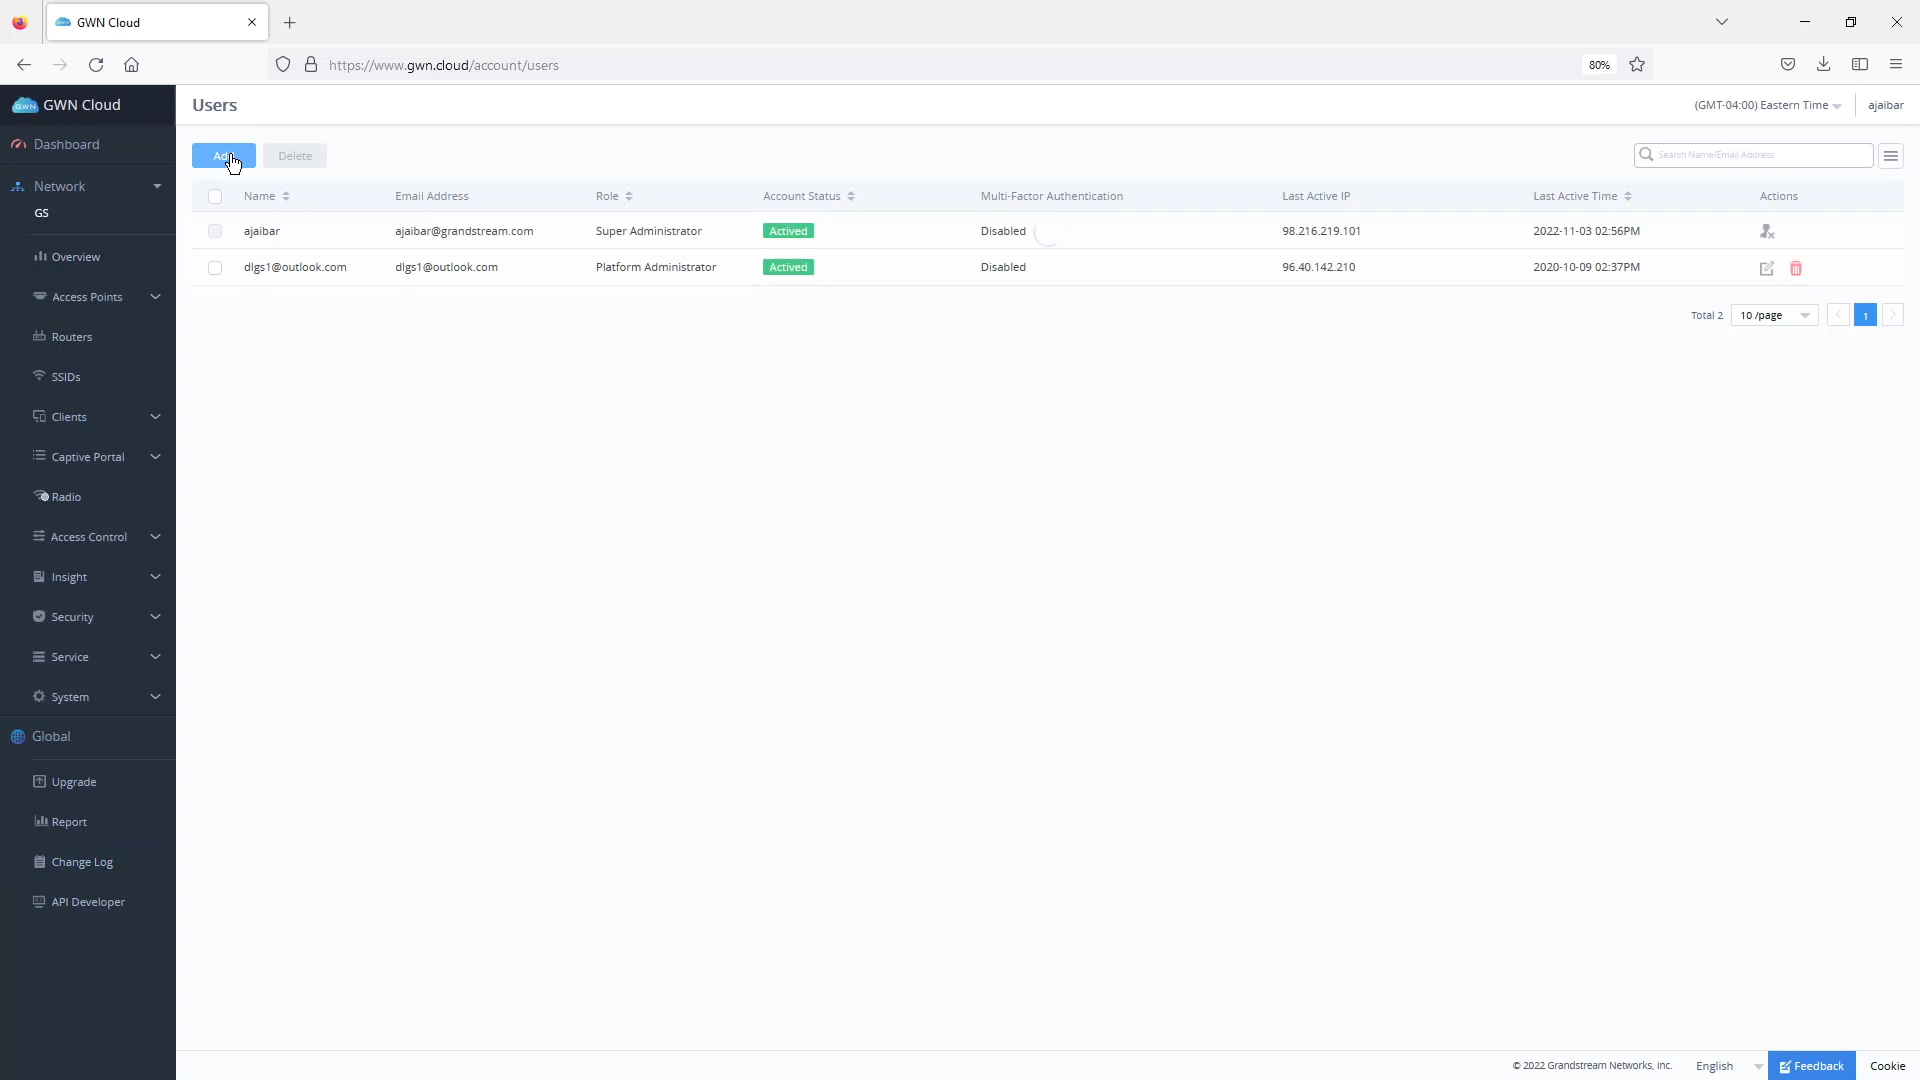 GWN Cloud
https://www.gwn.cloud/account/users
80%
GWN GWN Cloud
Users
(GMT-04:00) Eastern Time
ajaibar
Dashboard
Network
GS
Overview
Access Points
Routers
SSIDs
Clients
Captive Portal
Radio
Access Control
Insight
Security
Service
System
Global
Upgrade
Report
Change Log
API Developer
Delete
Search Name/Email Address
Name Email Address Role Account Status Multi-Factor Authentication Last Active IP Last Active Time Actions
ajaibar ajaibar@grandstream.com Super Administrator Actived Disabled 98.216.219.101 2022-11-03 02:56PM
dlgs1@outlook.com dlgs1@outlook.com Platform Administrator Actived Disabled 96.40.142.210 2020-10-09 02:37PM
Total 2 10 /page 1
© 2022 Grandstream Networks, Inc. English Feedback Cookie